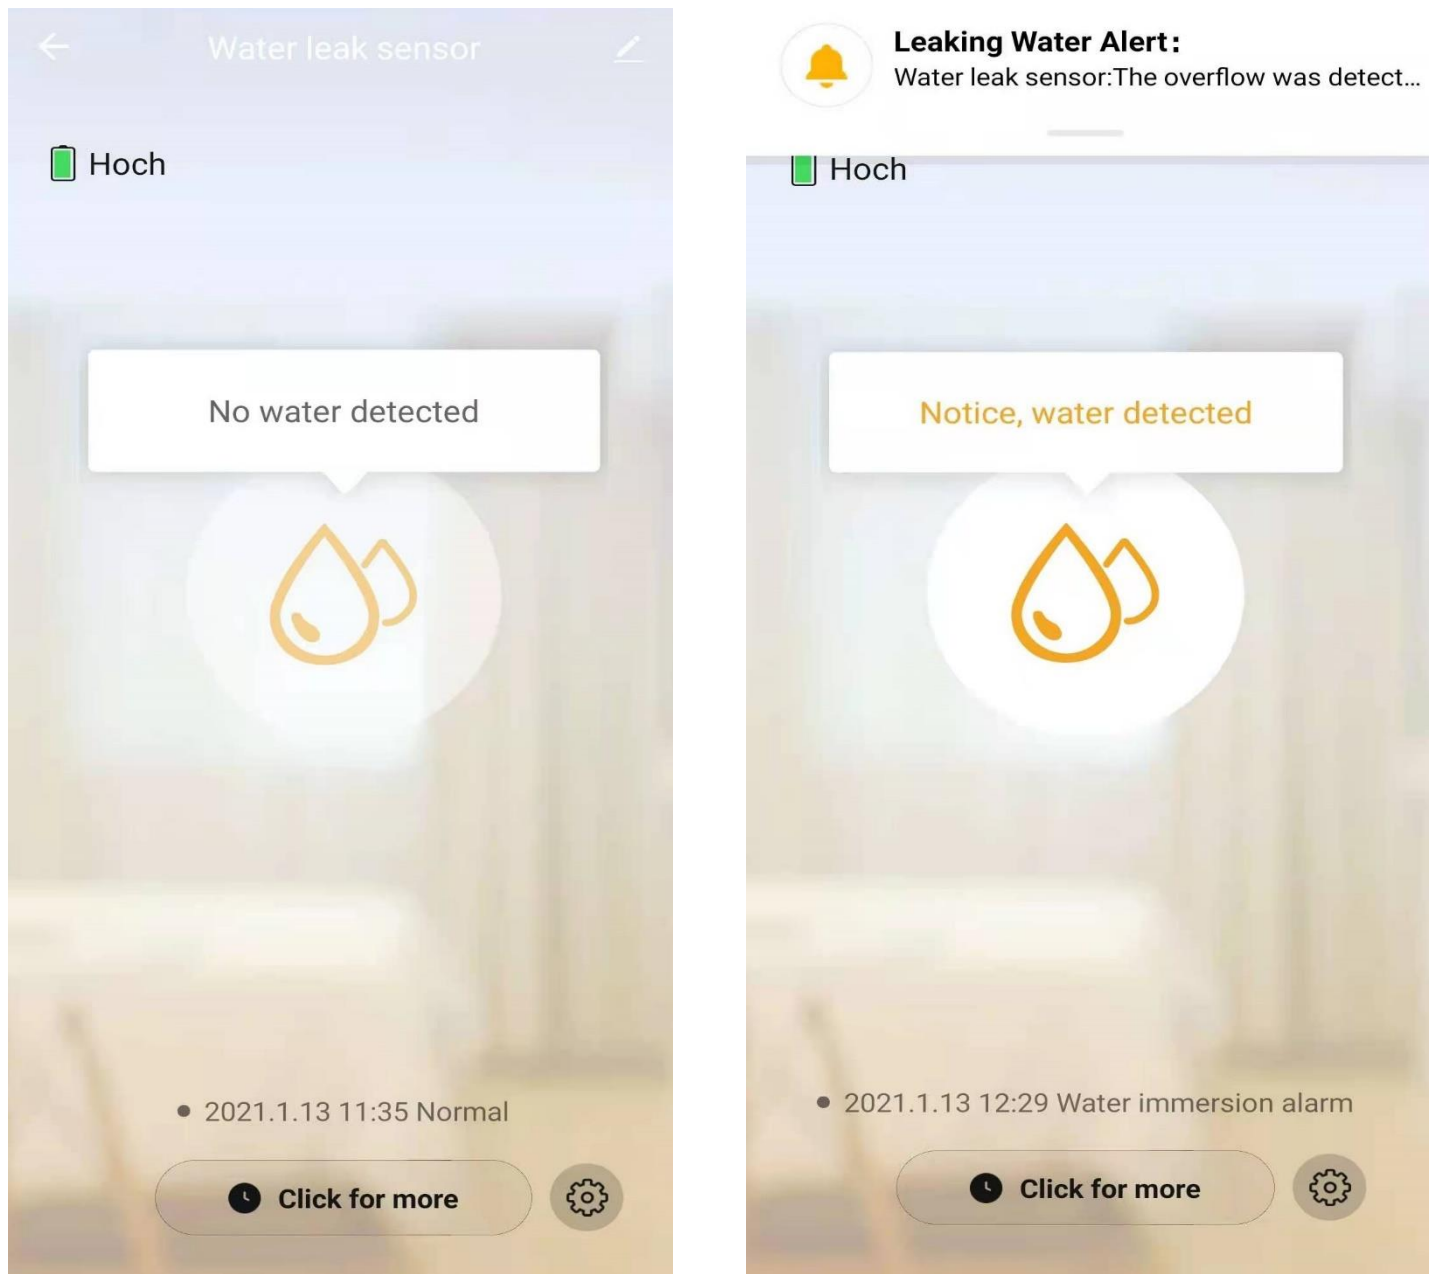 Water leak sensor
Hoch
No water detected
2021.1.13 11:35 Normal
Click for more
Leaking Water Alert:
Water leak sensor:The overflow was detect...
Hoch
Notice, water detected
2021.1.13 12:29 Water immersion alarm
Click for more